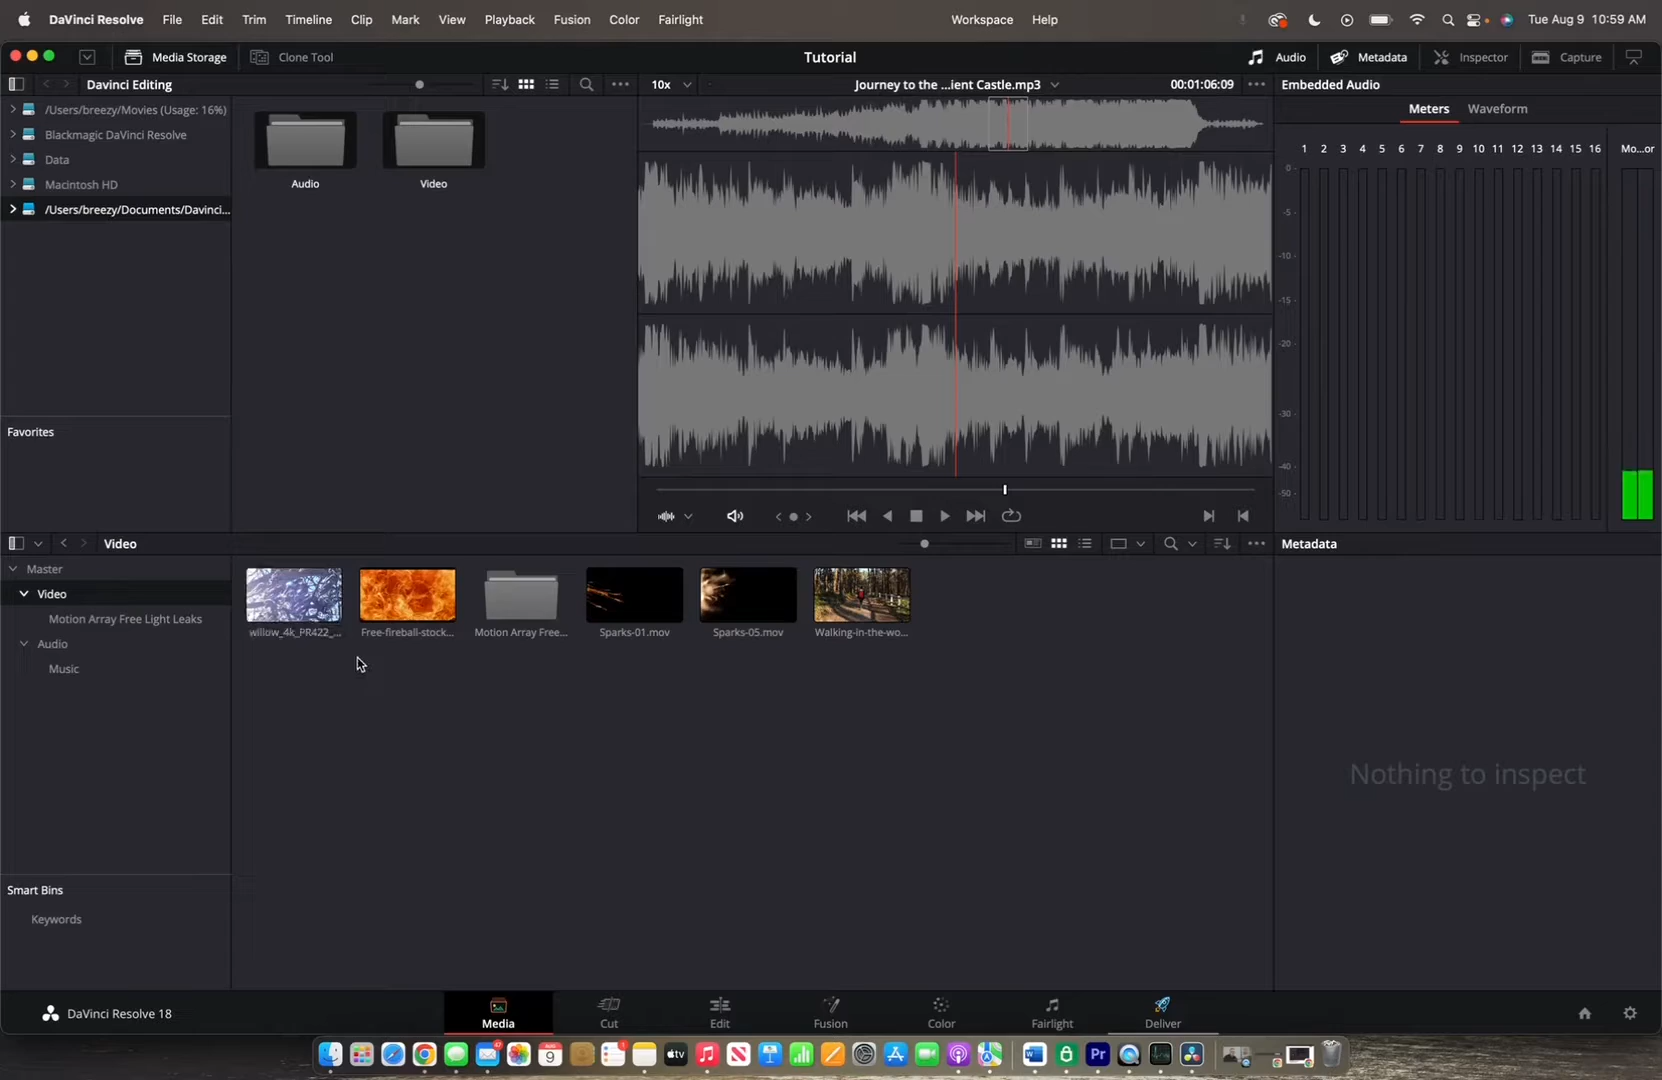 DaVinci Resolve File Edit Trim Timeline Clip Mark View Playback Fusion Color Fairlight Workspace Help Tue Aug 9 10:59 AM
Media Storage Clone Tool Tutorial Audio Metadata Inspector Capture
Davinci Editing 10x Journey to the ...ient Castle.mp3 00:01:06:09 Embedded Audio
/Users/breezy/Movies (Usage: 16%)
Blackmagic DaVinci Resolve
Data
Macintosh HD
/Users/breezy/Documents/Davinci...
Audio Video
Meters Waveform
1 2 3 4 5 6 7 8 9 10 11 12 13 14 15 16 Mo...or
0
-5
-10
-15
-20
-30
-40
-50
Favorites
Video Metadata
Master
Video
Motion Array Free Light Leaks
Audio
Music
willow_4k_PR422_... Free-fireball-stock... Motion Array Free... Sparks-01.mov Sparks-05.mov Walking-in-the-wo...
Nothing to inspect
Smart Bins
Keywords
DaVinci Resolve 18 Media Cut Edit Fusion Color Fairlight Deliver
AUG
9
tv
W
Pr